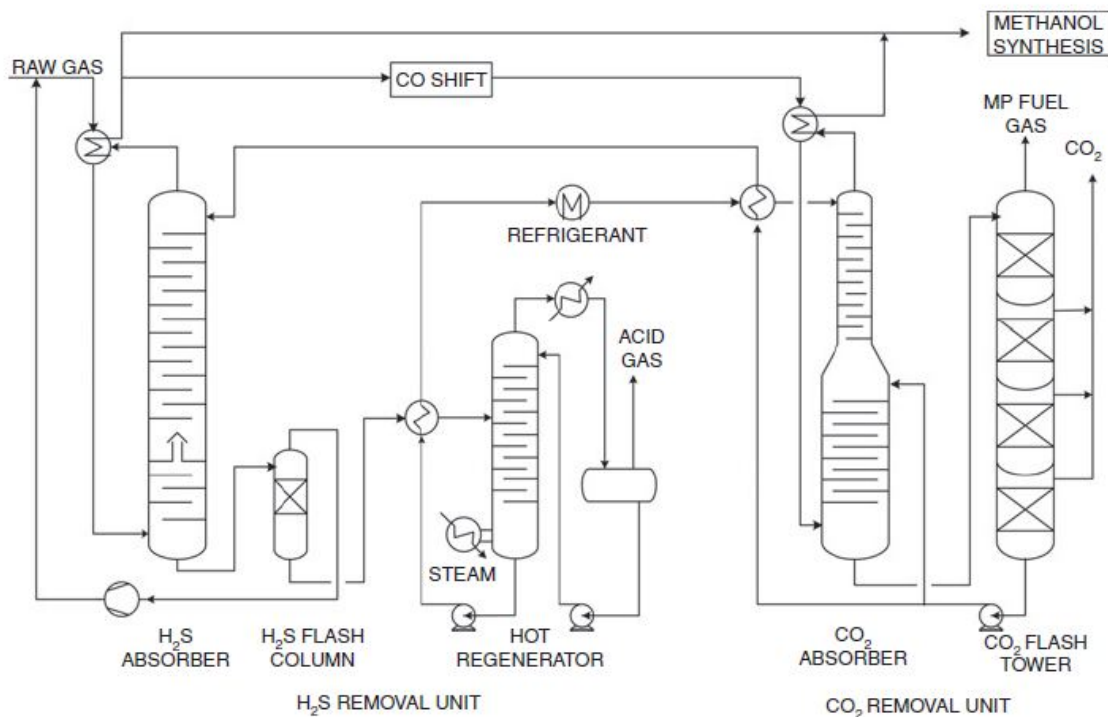 METHANOL
SYNTHESIS
RAW GAS
CO SHIFT
MP FUEL
GAS
CO₂
REFRIGERANT
M
ACID
GAS
STEAM
H₂S
ABSORBER
H₂S FLASH
COLUMN
HOT
REGENERATOR
CO₂
ABSORBER
CO₂ FLASH
TOWER
H₂S REMOVAL UNIT
CO₂ REMOVAL UNIT